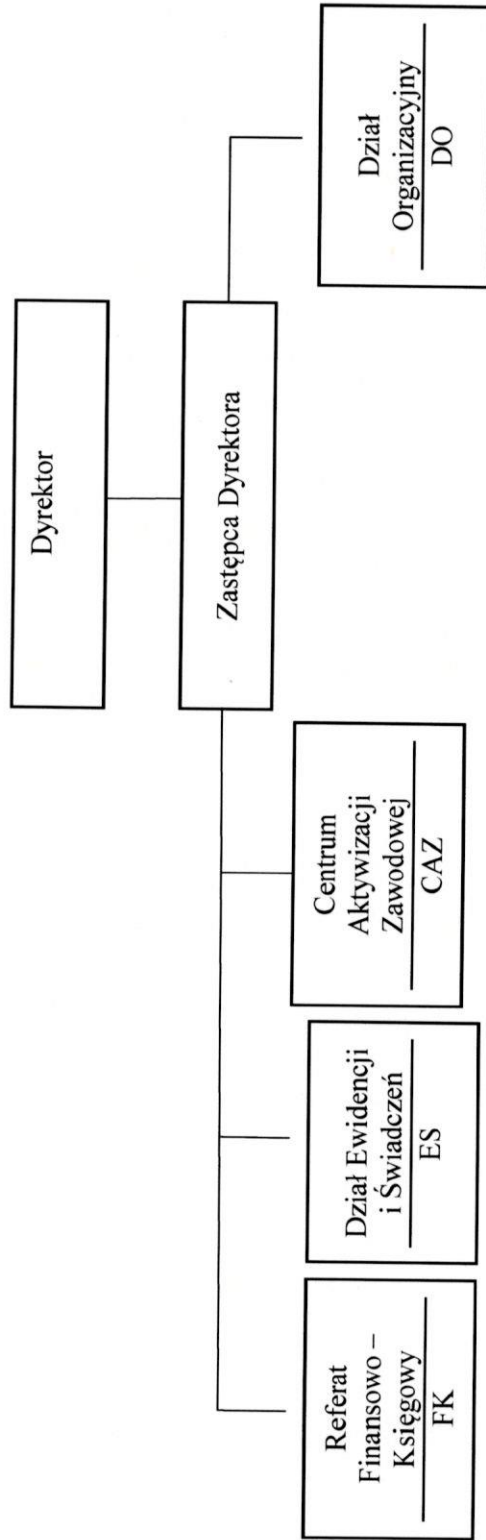 Dyrektor
Zastępca Dyrektora
Referat
Finansowo –
Księgowy
FK
Dział Ewidencji
i Świadczeń
ES
Centrum
Aktywizacji
Zawodowej
CAZ
Dział
Organizacyjny
DO